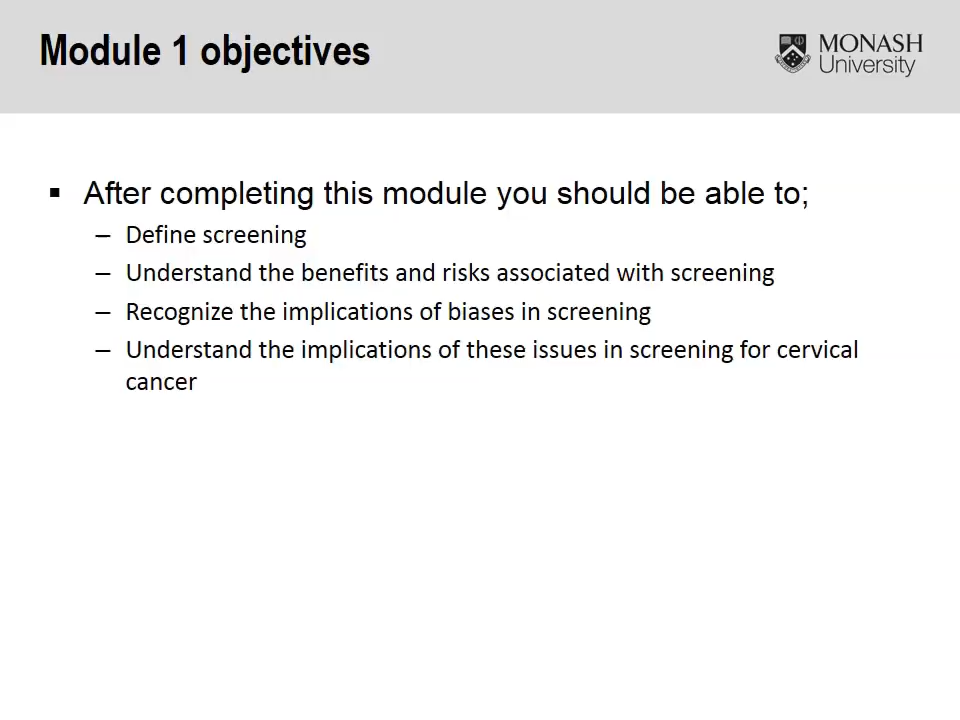 Module 1 objectives
MONASH
University
▪ After completing this module you should be able to;
– Define screening
– Understand the benefits and risks associated with screening
– Recognize the implications of biases in screening
– Understand the implications of these issues in screening for cervical
cancer